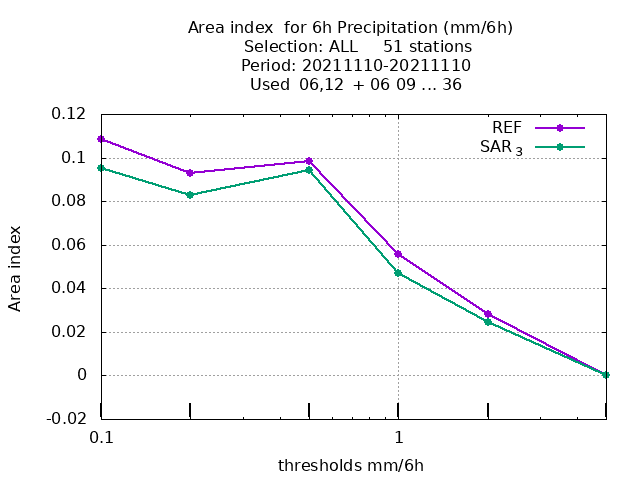 Area index  for 6h Precipitation (mm/6h)
Selection: ALL     51 stations
Period: 20211110-20211110
Used  06,12  + 06 09 ... 36
REF
SAR 3
0.12
0.1
0.08
0.06
0.04
0.02
0
-0.02
Area index
0.1
1
thresholds mm/6h